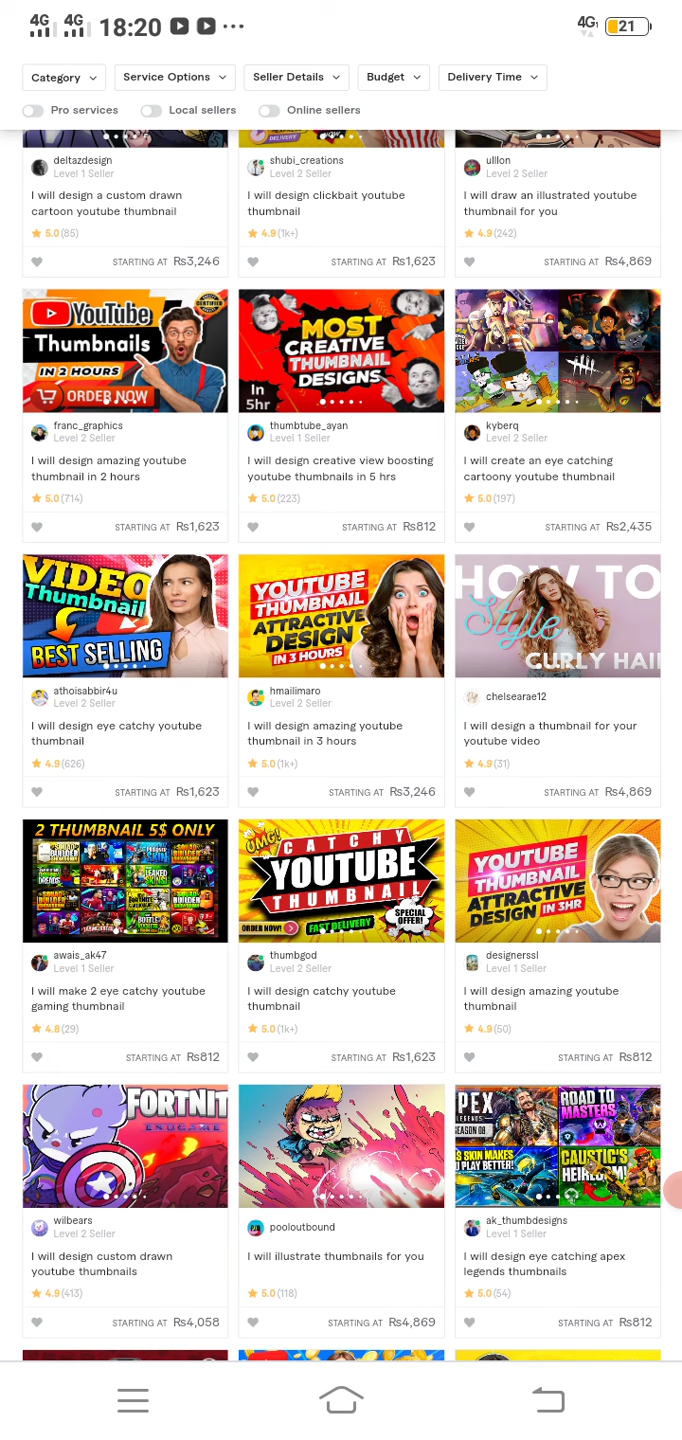 4G 4G 18:20 ... 4G 21
Category Service Options Seller Details Budget Delivery Time
Pro services Local sellers Online sellers
DELIVERY
deltazdesign
Level 1 Seller
I will design a custom drawn
cartoon youtube thumbnail
5.0 (85)
STARTING AT Rs3,246
shubi_creations
Level 2 Seller
I will design clickbait youtube
thumbnail
4.9 (1k+)
STARTING AT Rs1,623
ulllon
Level 2 Seller
I will draw an illustrated youtube
thumbnail for you
4.9 (242)
STARTING AT Rs4,869
CERTIFIED
YouTube
Thumbnails
IN 2 HOURS
ORDER NOW
franc_graphics
Level 2 Seller
I will design amazing youtube
thumbnail in 2 hours
5.0 (714)
STARTING AT Rs1,623
MOST
CREATIVE
THUMBNAIL
DESIGNS
In
5hr
thumbtube_ayan
Level 1 Seller
I will design creative view boosting
youtube thumbnails in 5 hrs
5.0 (223)
STARTING AT Rs812
kyberq
Level 2 Seller
I will create an eye catching
cartoony youtube thumbnail
5.0 (197)
STARTING AT Rs2,435
VIDEO
Thumbnail
BEST SELLING
athoisabbir4u
Level 2 Seller
I will design eye catchy youtube
thumbnail
4.9 (626)
STARTING AT Rs1,623
YOUTUBE
THUMBNAIL
ATTRACTIVE
DESIGN
IN 3 HOURS
hmailimaro
Level 2 Seller
I will design amazing youtube
thumbnail in 3 hours
5.0 (1k+)
STARTING AT Rs3,246
HOW TO
Style
CURLY HAI
chelsearae12
I will design a thumbnail for your
youtube video
4.9 (31)
STARTING AT Rs4,869
2 THUMBNAIL 5$ ONLY
awais_ak47
Level 1 Seller
I will make 2 eye catchy youtube
gaming thumbnail
4.8 (29)
STARTING AT Rs812
OMG!
CATCHY
YOUTUBE
THUMBNAIL
ORDER NOW! FAST DELIVERY SPECIAL
OFFER!
thumbgod
Level 2 Seller
I will design catchy youtube
thumbnail
5.0 (1k+)
STARTING AT Rs1,623
YOUTUBE
THUMBNAIL
ATTRACTIVE
DESIGN IN 3HR
designerssl
Level 1 Seller
I will design amazing youtube
thumbnail
4.9 (50)
STARTING AT Rs812
FORTNIT
ENDGAME
wilbears
Level 2 Seller
I will design custom drawn
youtube thumbnails
4.9 (413)
STARTING AT Rs4,058
pooloutbound
I will illustrate thumbnails for you
5.0 (118)
STARTING AT Rs4,869
PEX
EGENDS
SEASON 08
ROAD TO
MASTERS
S SKIN MAKES
U PLAY BETTER!
CAUSTIC'S
HEIRLOOM!
ak_thumbdesigns
Level 1 Seller
I will design eye catching apex
legends thumbnails
5.0 (54)
STARTING AT Rs812